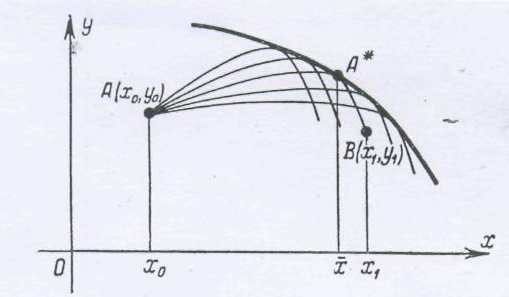 y
A*
A(x₀,y₀)
B(x₁,y₁)
x
O
x₀
x̄
x₁